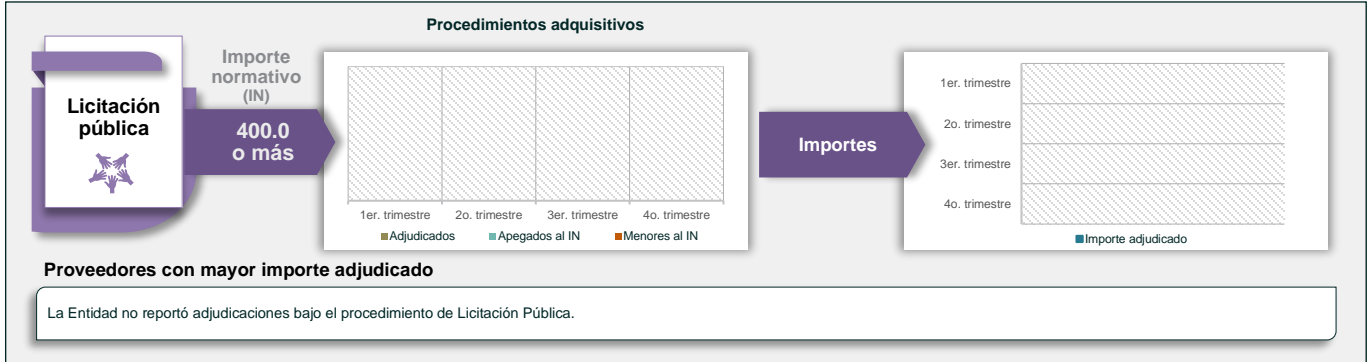 Procedimientos adquisitivos
Licitación
pública
Importe
normativo
(IN)
400.0
o más
1er. trimestre 2o. trimestre 3er. trimestre 4o. trimestre
Adjudicados Apegados al IN Menores al IN
Importes
1er. trimestre
2o. trimestre
3er. trimestre
4o. trimestre
Importe adjudicado
Proveedores con mayor importe adjudicado
La Entidad no reportó adjudicaciones bajo el procedimiento de Licitación Pública.